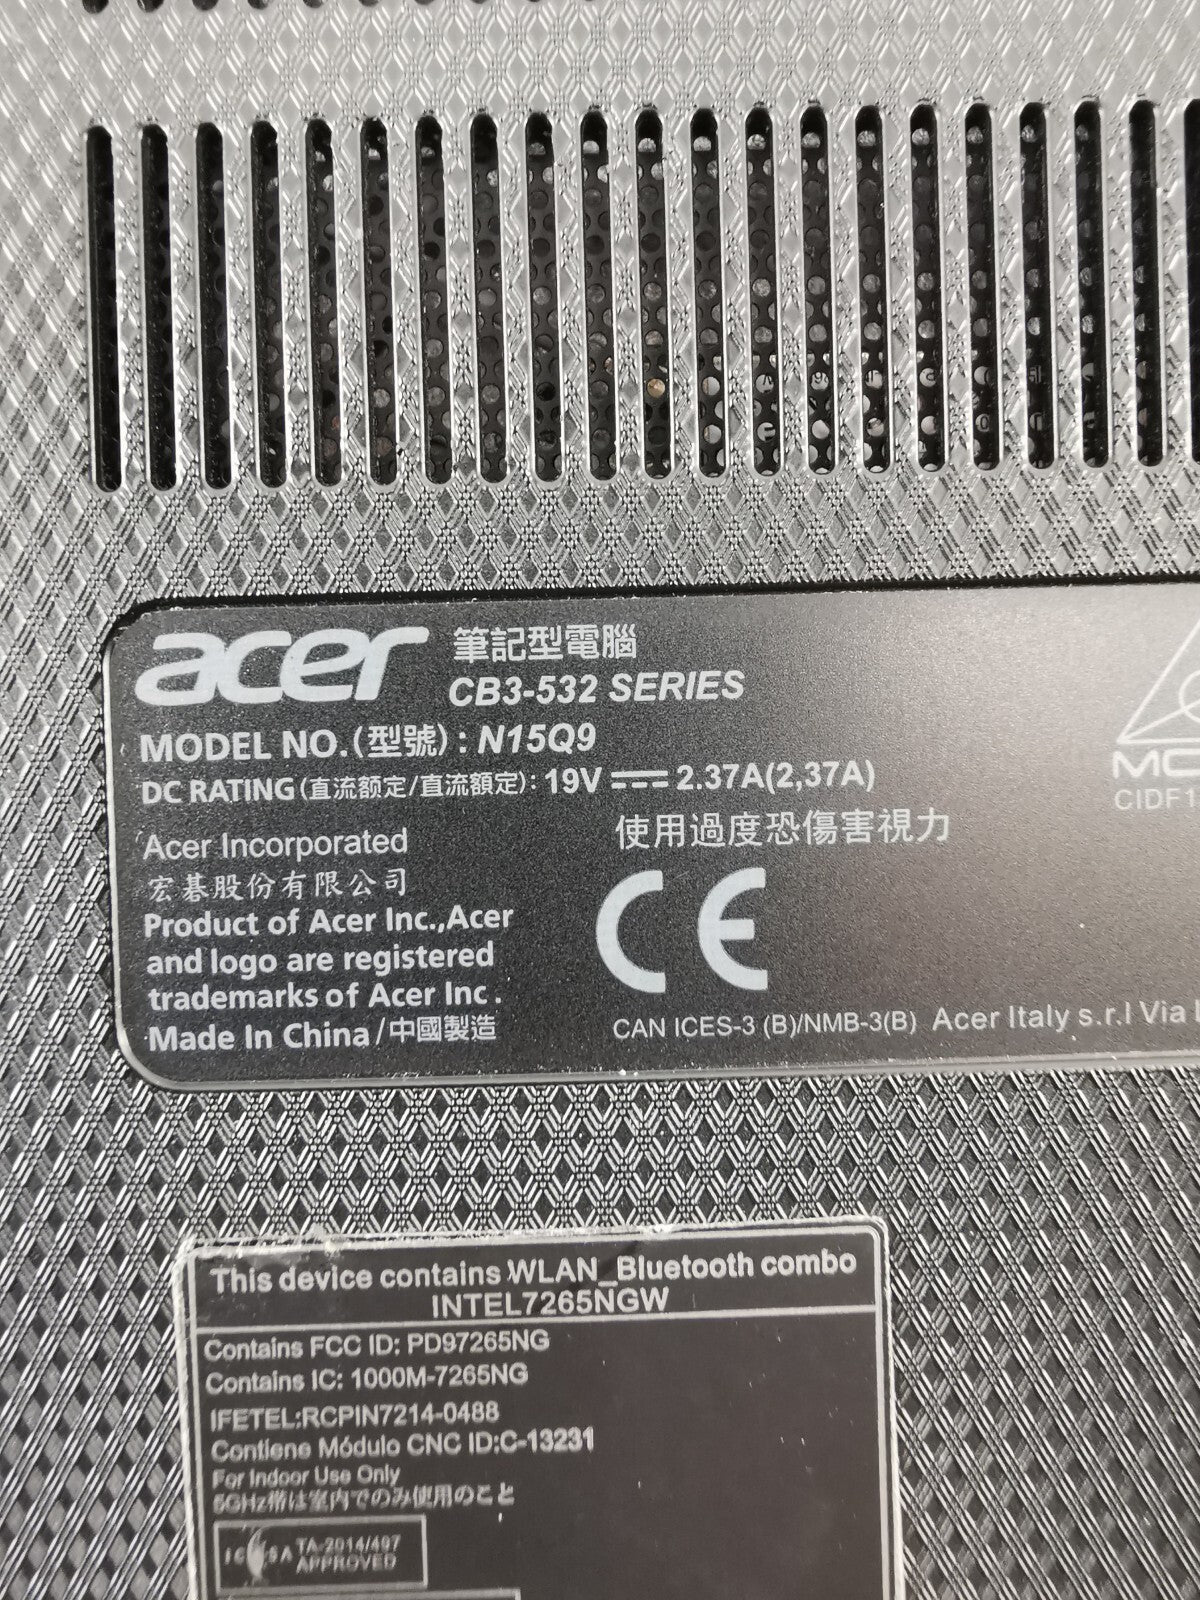 acer 筆記型電腦
CB3-532 SERIES
MODEL NO.(型號) : N15Q9
DC RATING(直流额定/直流額定): 19V ⎓ 2.37A(2,37A)
Acer Incorporated
使用過度恐傷害視力
宏碁股份有限公司
Product of Acer Inc.,Acer
and logo are registered
trademarks of Acer Inc.
Made In China/中國製造
CE
CAN ICES-3 (B)/NMB-3(B) Acer Italy s.r.l Via
CIDF1
This device contains WLAN_Bluetooth combo
INTEL7265NGW
Contains FCC ID: PD97265NG
Contains IC: 1000M-7265NG
IFETEL:RCPIN7214-0488
Contiene Módulo CNC ID:C-13231
For Indoor Use Only
5GHz帯は室内でのみ使用のこと
ICASA TA-2014/407
APPROVED